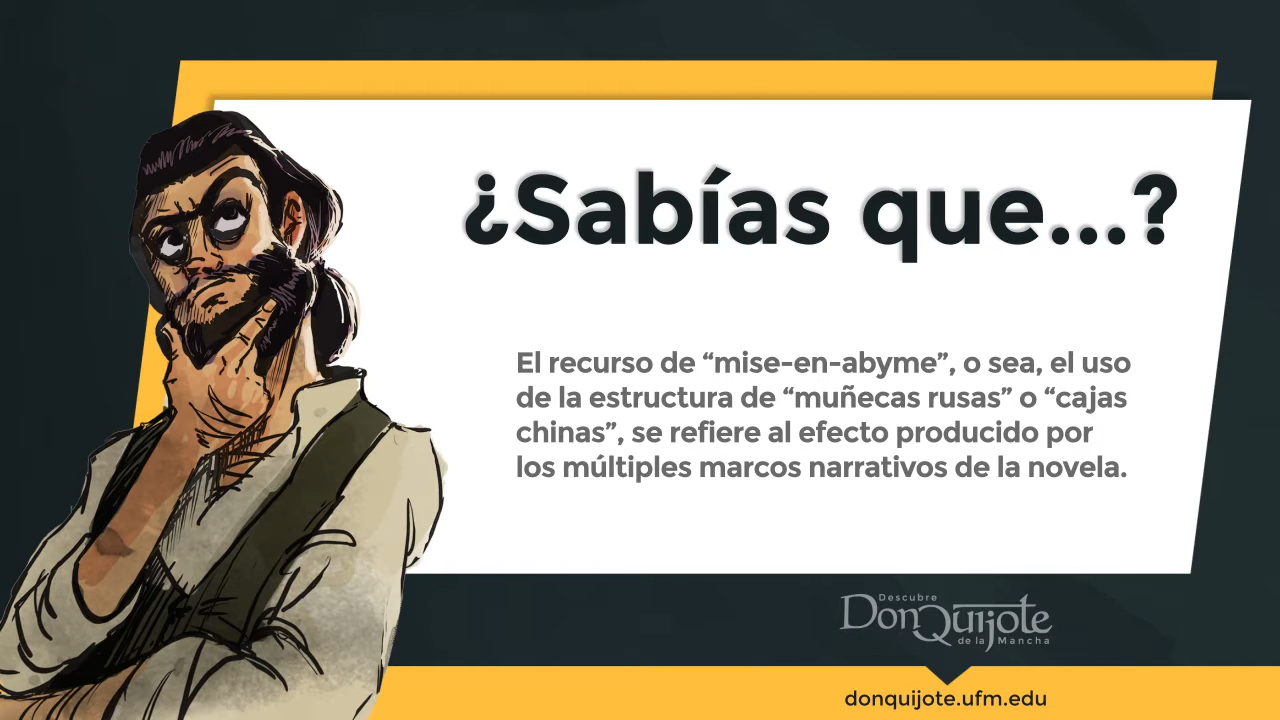 ¿Sabías que...?
El recurso de “mise-en-abyme”, o sea, el uso
de la estructura de “muñecas rusas” o “cajas
chinas”, se refiere al efecto producido por
los múltiples marcos narrativos de la novela.
Descubre
Don Quijote
de la Mancha
donquijote.ufm.edu